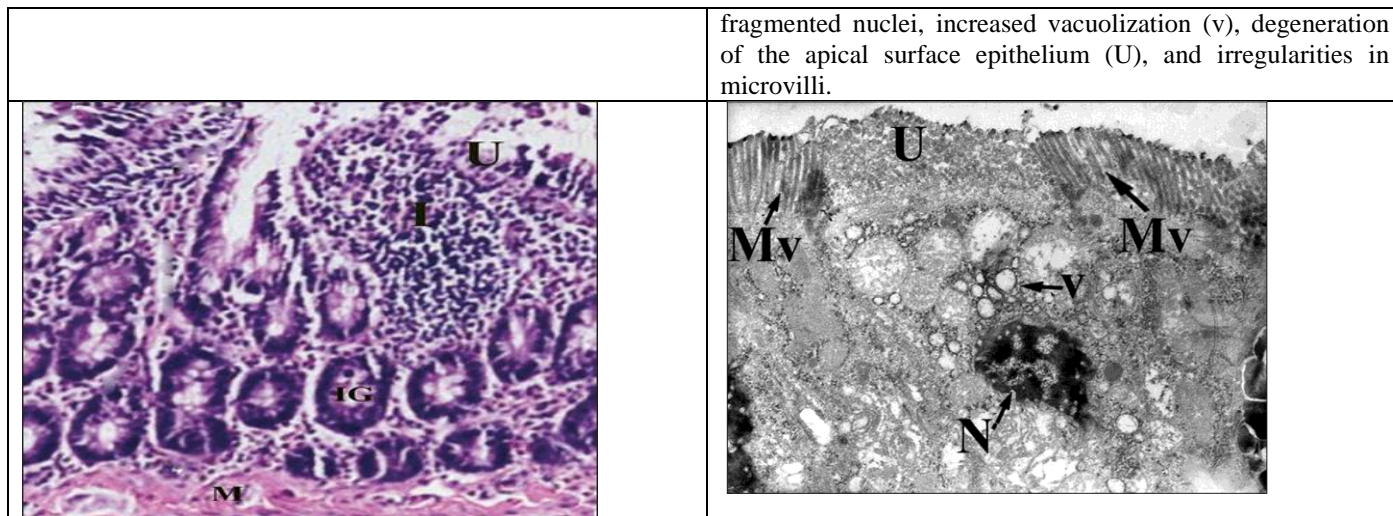 fragmented nuclei, increased vacuolization (v), degeneration
of the apical surface epithelium (U), and irregularities in
microvilli.
U
I
IG
M
U
Mv
Mv
v
N